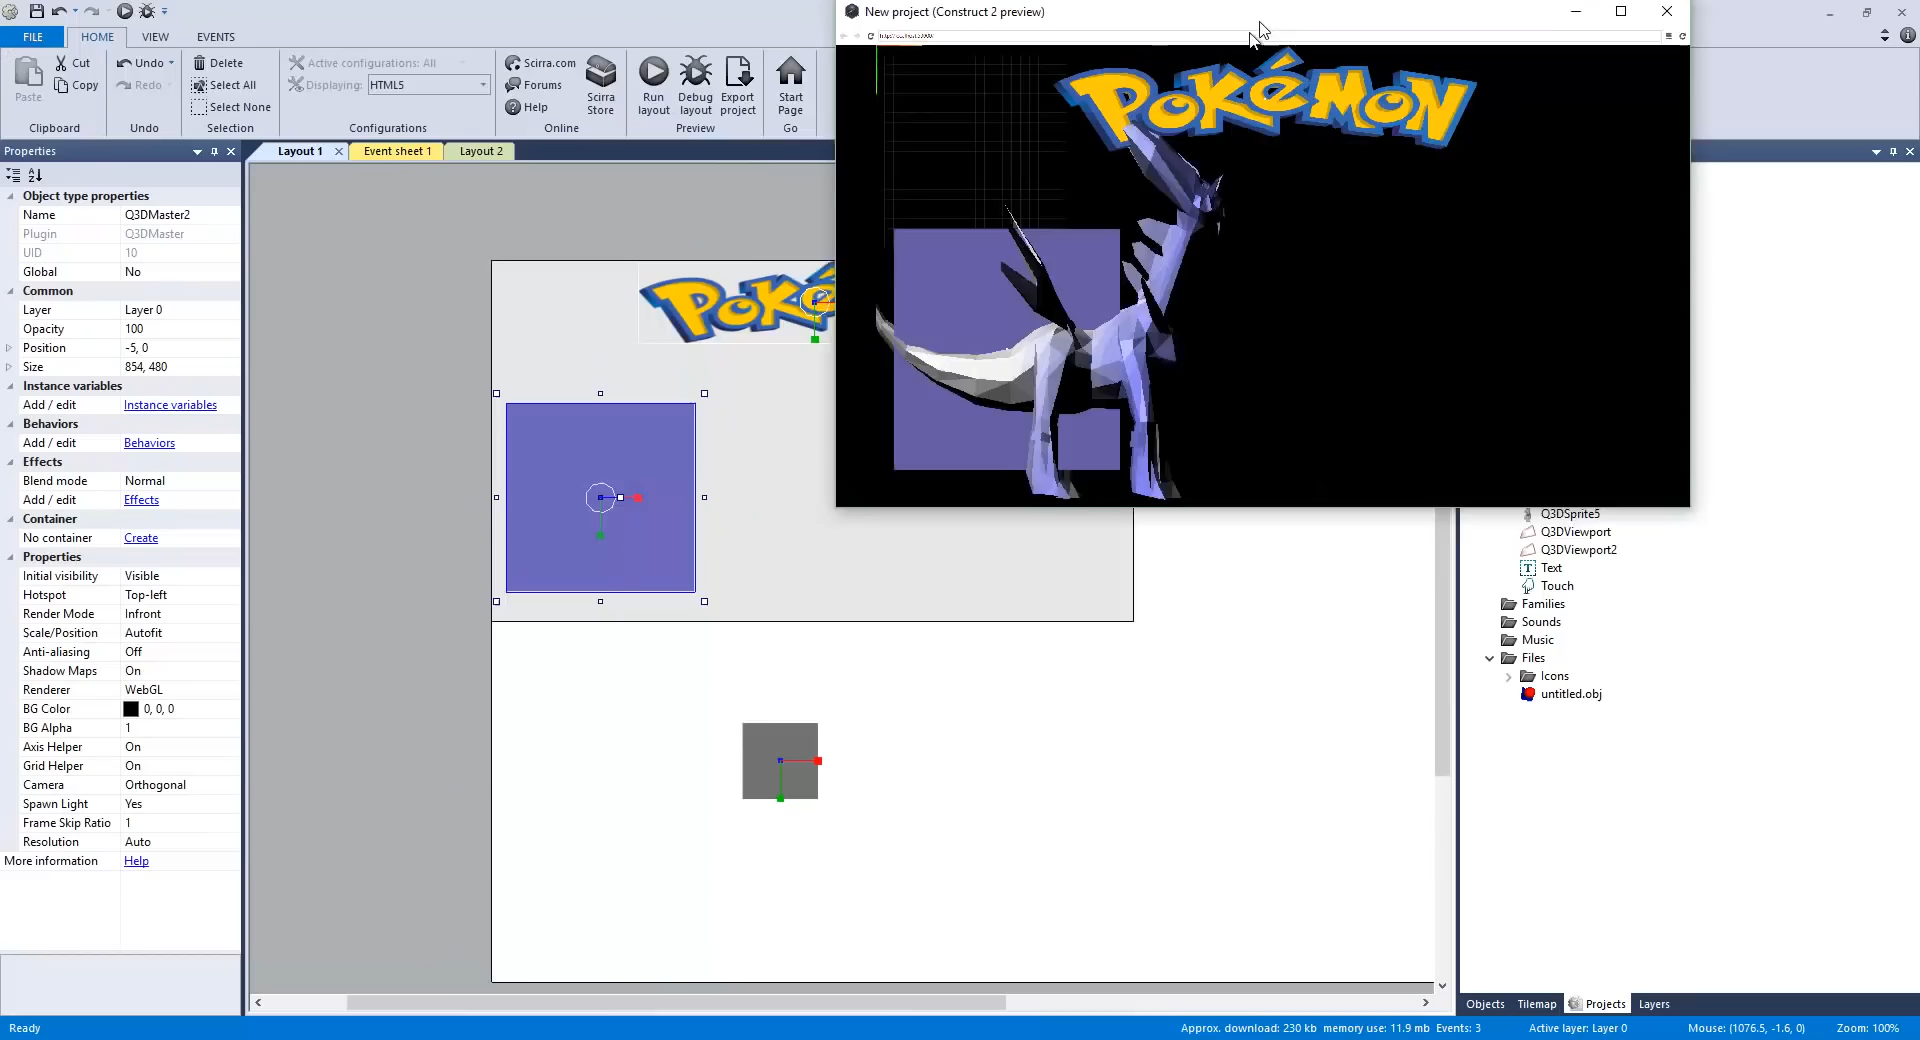 New project (Construct 2 preview)
FILE HOME VIEW EVENTS
Paste Cut Copy Undo Redo Delete Select All Select None
Active configurations: All
Displaying: HTML5
Scirra.com Forums Help Scirra Store
Run layout Debug layout Export project Start Page
Clipboard Undo Selection Configurations Online Preview Go
Properties
Layout 1 Event sheet 1 Layout 2
Object type properties
Name Q3DMaster2
Plugin Q3DMaster
UID 10
Global No
Common
Layer Layer 0
Opacity 100
Position -5, 0
Size 854, 480
Instance variables
Add / edit Instance variables
Behaviors
Add / edit Behaviors
Effects
Blend mode Normal
Add / edit Effects
Container
No container Create
Properties
Initial visibility Visible
Hotspot Top-left
Render Mode Infront
Scale/Position Autofit
Anti-aliasing Off
Shadow Maps On
Renderer WebGL
BG Color 0, 0, 0
BG Alpha 1
Axis Helper On
Grid Helper On
Camera Orthogonal
Spawn Light Yes
Frame Skip Ratio 1
Resolution Auto
More information Help
POKÉ
POKÉMON
Q3DSprite5
Q3DViewport
Q3DViewport2
T Text
Touch
Families
Sounds
Music
Files
Icons
untitled.obj
Objects Tilemap Projects Layers
Ready
Approx. download: 230 kb memory use: 11.9 mb Events: 3 Active layer: Layer 0 Mouse: (1076.5, -1.6, 0) Zoom: 100%